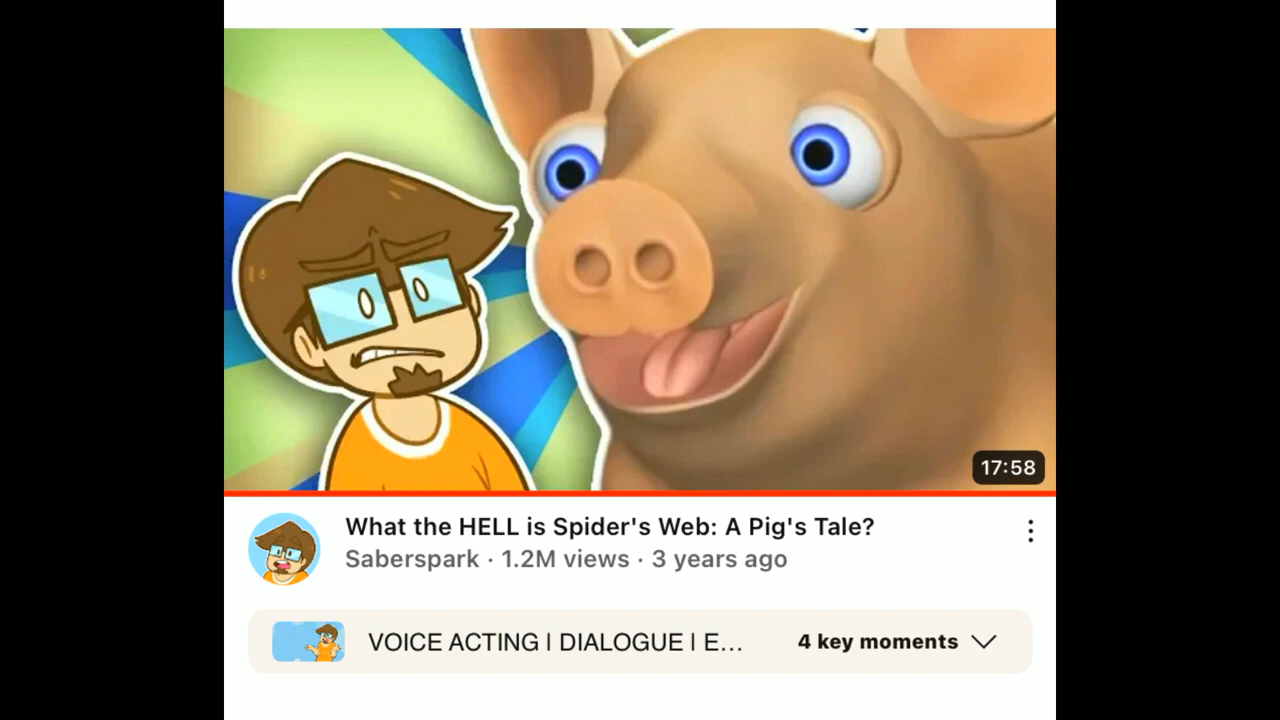 17:58
What the HELL is Spider's Web: A Pig's Tale?
Saberspark · 1.2M views · 3 years ago
VOICE ACTING | DIALOGUE | E... 4 key moments